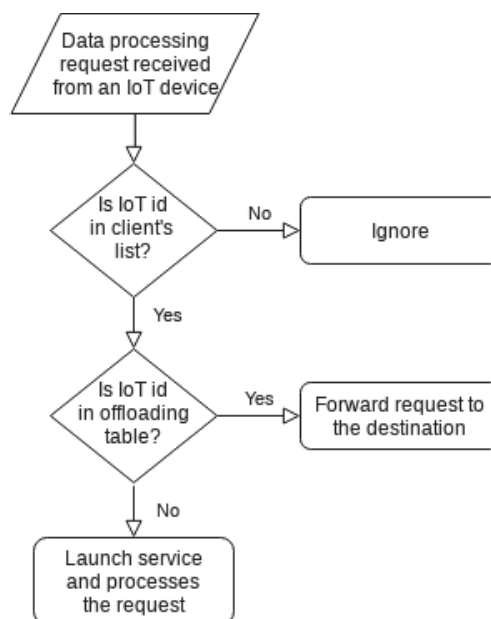 Data processing
request received
from an IoT device
Is IoT id
in client's
list?
No
Ignore
Yes
Is IoT id
in offloading
table?
Yes
Forward request to
the destination
No
Launch service
and processes
the request